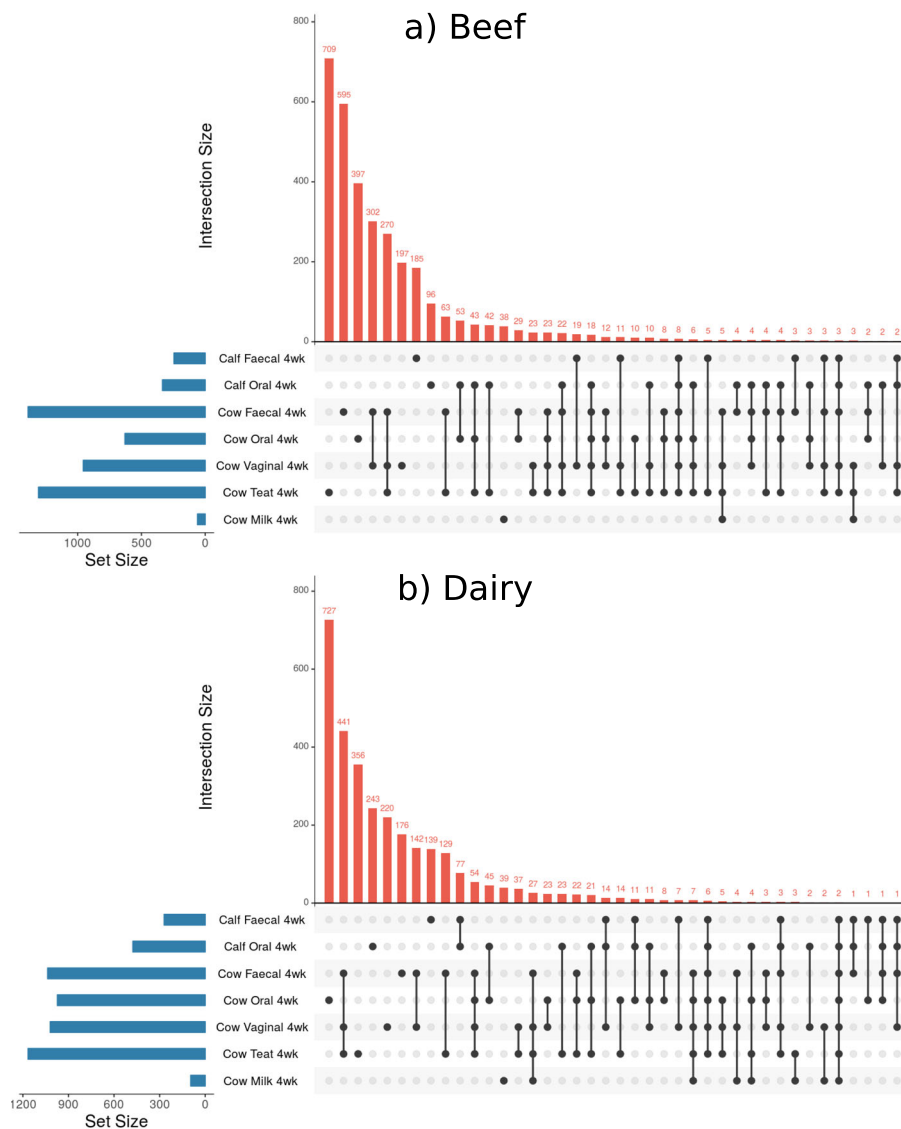 a) Beef
800
600
400
200
0
Intersection Size
709 595 397 302 270 197 185 96 63 53 43 42 38 29 23 23 22 19 18 12 11 10 10 8 8 6 5 5 4 4 4 4 3 3 3 3 2 2 2
Calf Faecal 4wk
Calf Oral 4wk
Cow Faecal 4wk
Cow Oral 4wk
Cow Vaginal 4wk
Cow Teat 4wk
Cow Milk 4wk
1000 500 0
Set Size
b) Dairy
800
600
400
200
0
Intersection Size
727 441 356 243 220 176 142 139 129 77 54 45 39 37 27 23 23 22 21 14 14 11 11 8 7 7 6 5 4 4 3 3 3 2 2 2 1 1 1 1
Calf Faecal 4wk
Calf Oral 4wk
Cow Faecal 4wk
Cow Oral 4wk
Cow Vaginal 4wk
Cow Teat 4wk
Cow Milk 4wk
1200 900 600 300 0
Set Size